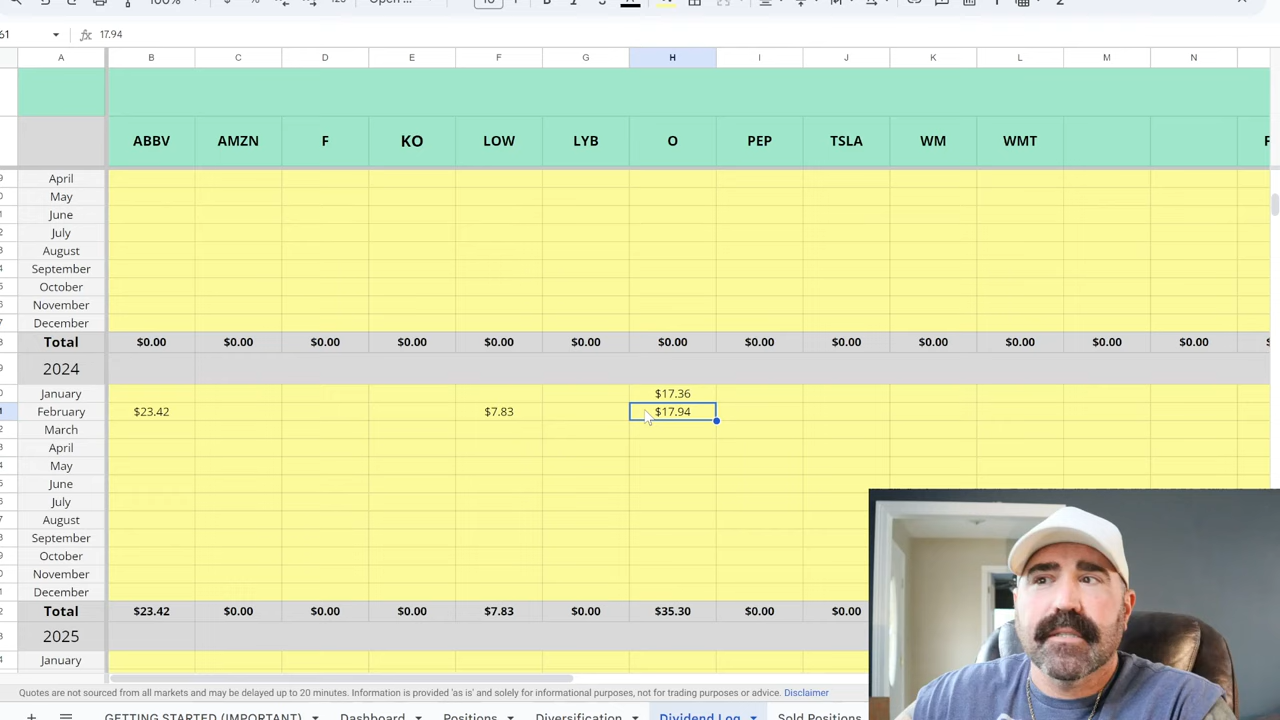 100%
10
61 17.94
A B C D E F G H I J K L M N
ABBV AMZN F KO LOW LYB O PEP TSLA WM WMT
April
May
June
July
August
September
October
November
December
Total $0.00 $0.00 $0.00 $0.00 $0.00 $0.00 $0.00 $0.00 $0.00 $0.00 $0.00 $0.00 $0.00
2024
January $17.36
February $23.42 $7.83 $17.94
March
April
May
June
July
August
September
October
November
December
Total $23.42 $0.00 $0.00 $0.00 $7.83 $0.00 $35.30 $0.00 $0.00
2025
January
Quotes are not sourced from all markets and may be delayed up to 20 minutes. Information is provided 'as is' and solely for informational purposes, not for trading purposes or advice. Disclaimer
GETTING STARTED (IMPORTANT) Dashboard Positions Diversification Dividend Log Sold Positions